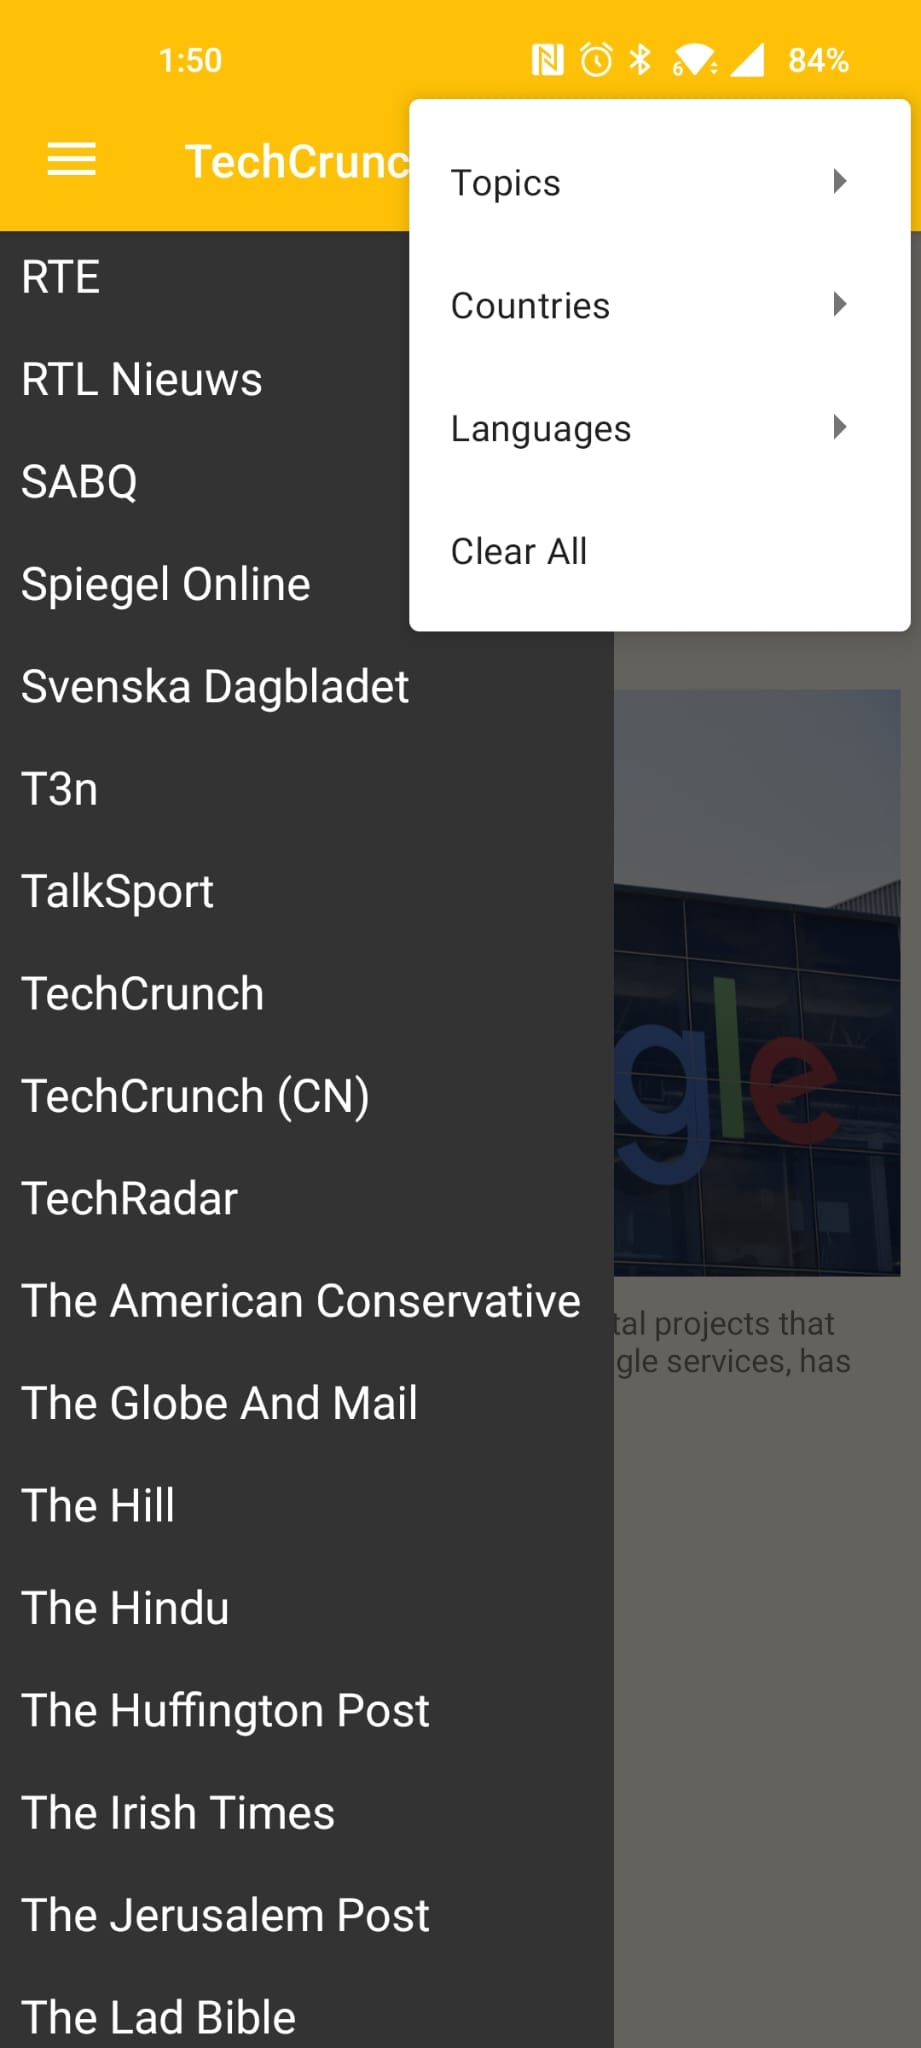 1:50
6
84%
TechCrunc
Topics
Countries
Languages
Clear All
RTE
RTL Nieuws
SABQ
Spiegel Online
Svenska Dagbladet
T3n
TalkSport
TechCrunch
TechCrunch (CN)
TechRadar
The American Conservative
The Globe And Mail
The Hill
The Hindu
The Huffington Post
The Irish Times
The Jerusalem Post
The Lad Bible
gle
tal projects that
gle services, has